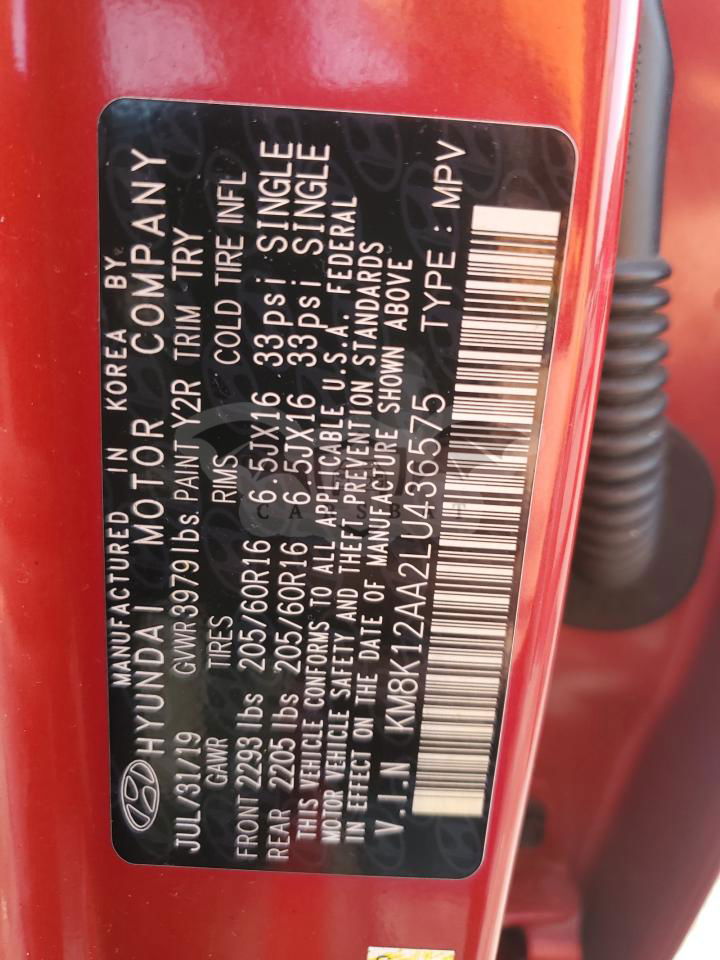 MANUFACTURED IN KOREA BY
HYUNDAI MOTOR COMPANY
JUL/31/19 GVWR 3979 lbs. PAINT Y2R TRIM TRY
GAWR TIRES RIMS COLD TIRE INFL
FRONT 2293 lbs 205/60R16 6.5JX16 33psi SINGLE
REAR 2205 lbs 205/60R16 6.5JX16 33psi SINGLE
THIS VEHICLE CONFORMS TO ALL APPLICABLE U.S.A. FEDERAL
MOTOR VEHICLE SAFETY AND THEFT PREVENTION STANDARDS
IN EFFECT ON THE DATE OF MANUFACTURE SHOWN ABOVE
V.I.N KM8K12AA2LU436575 TYPE : MPV